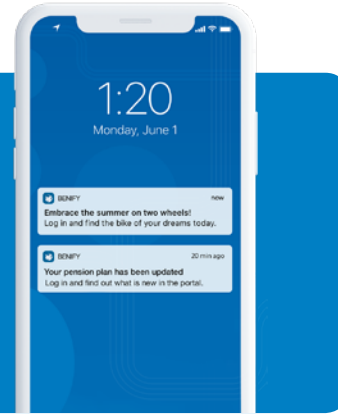 1:20
Monday, June 1
BENIFY new
Embrace the summer on two wheels!
Log in and find the bike of your dreams today.
BENIFY 20 min ago
Your pension plan has been updated
Log in and find out what is new in the portal.